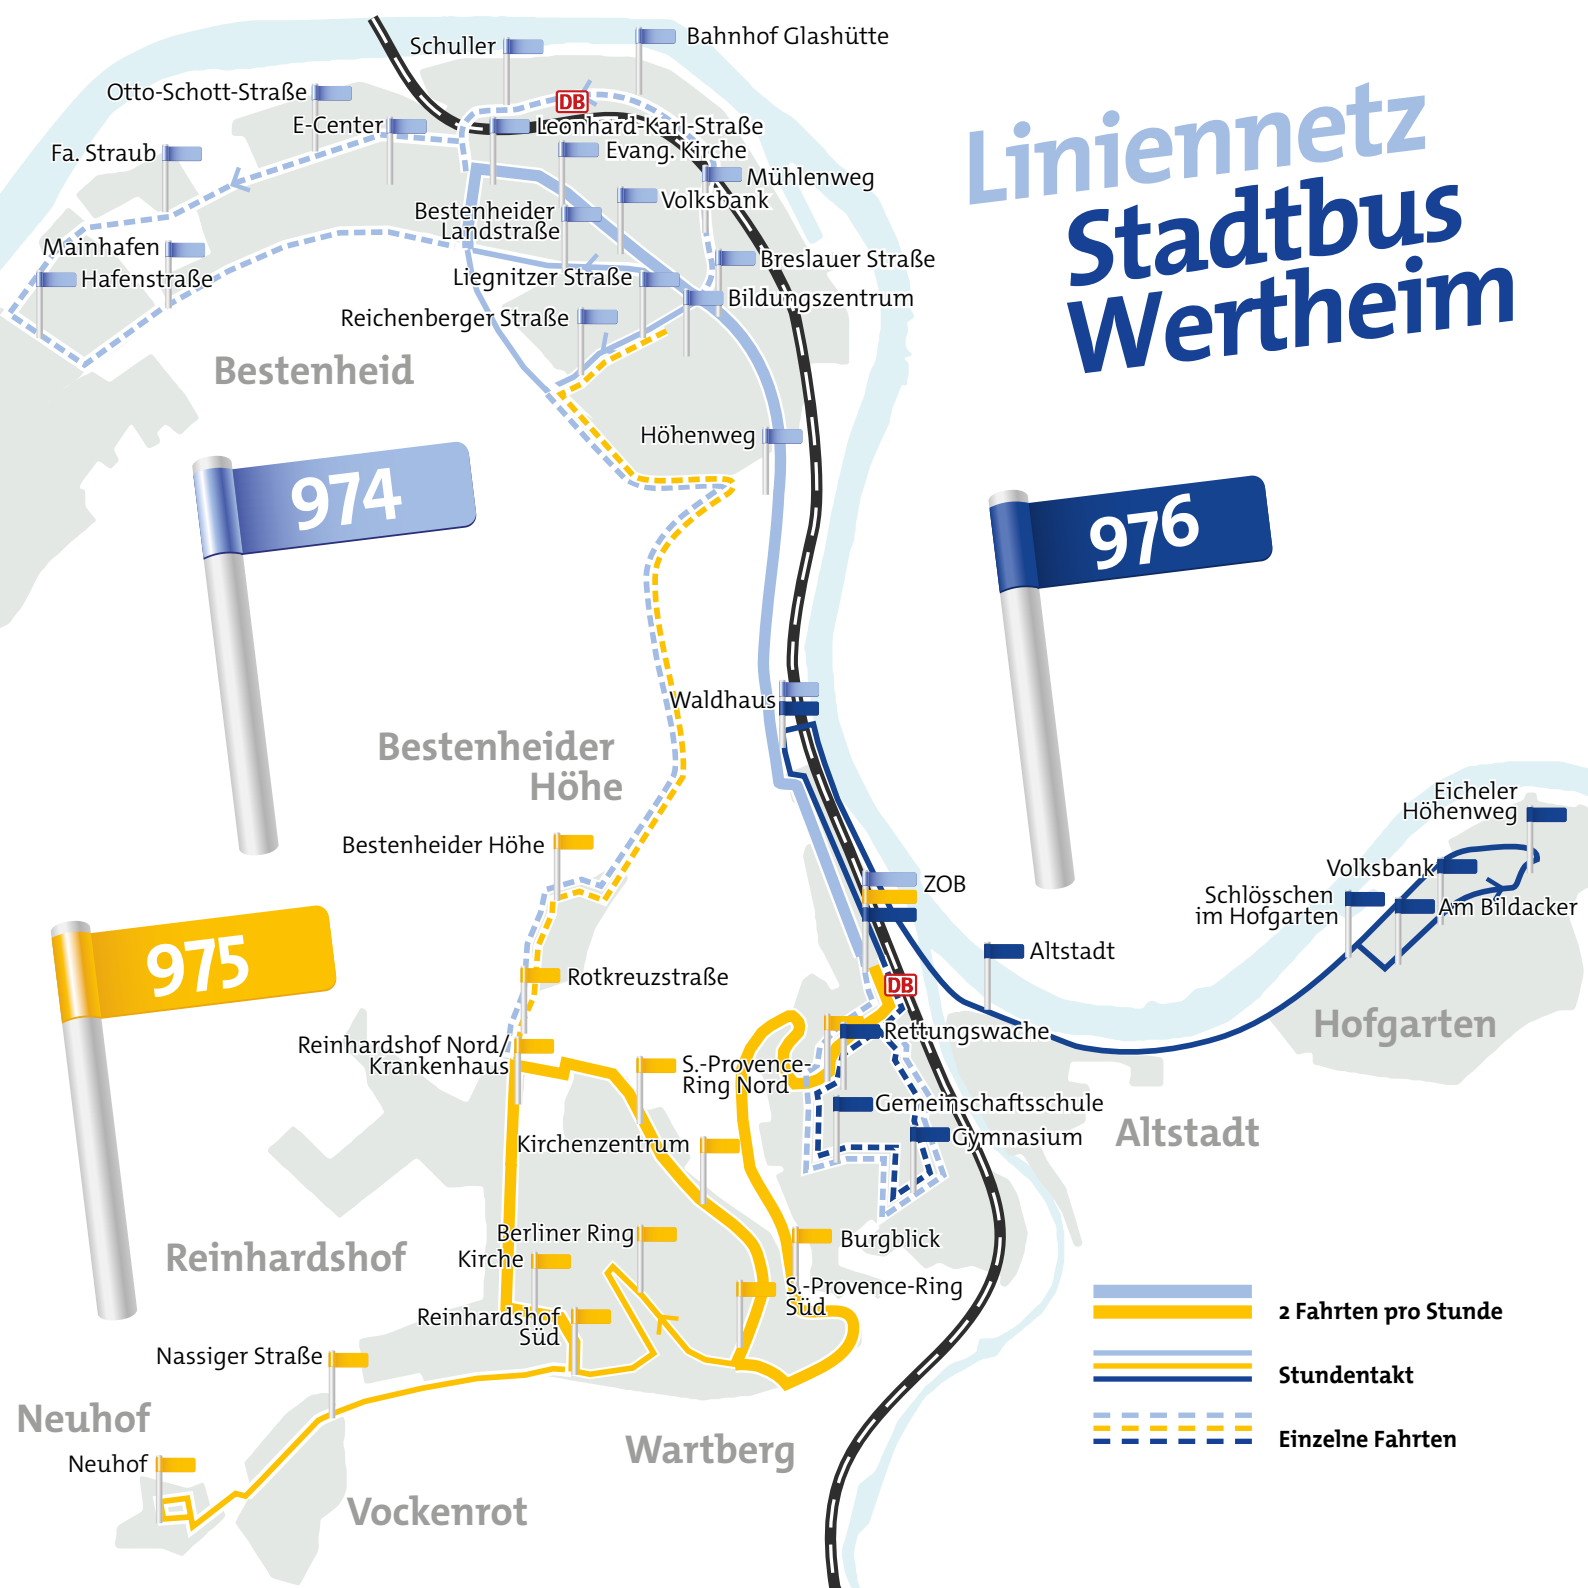 Liniennetz
Stadtbus
Wertheim
Schuller
Bahnhof Glashütte
Otto-Schott-Straße
DB
E-Center
Leonhard-Karl-Straße
Fa. Straub
Evang. Kirche
Mühlenweg
Volksbank
Bestenheider
Landstraße
Mainhafen
Hafenstraße
Liegnitzer Straße
Breslauer Straße
Bildungszentrum
Reichenberger Straße
Bestenheid
Höhenweg
974
976
Waldhaus
Bestenheider
Höhe
Bestenheider Höhe
Eicheler
Höhenweg
Volksbank
Schlösschen
im Hofgarten
Am Bildacker
ZOB
Altstadt
975
Rotkreuzstraße
DB
Hofgarten
Rettungswache
Reinhardshof Nord/
Krankenhaus
S.-Provence-
Ring Nord
Gemeinschaftsschule
Gymnasium
Altstadt
Kirchenzentrum
Berliner Ring
Burgblick
Kirche
Reinhardshof
S.-Provence-Ring
Süd
Reinhardshof
Süd
2 Fahrten pro Stunde
Nassiger Straße
Stundentakt
Neuhof
Wartberg
Einzelne Fahrten
Neuhof
Vockenrot